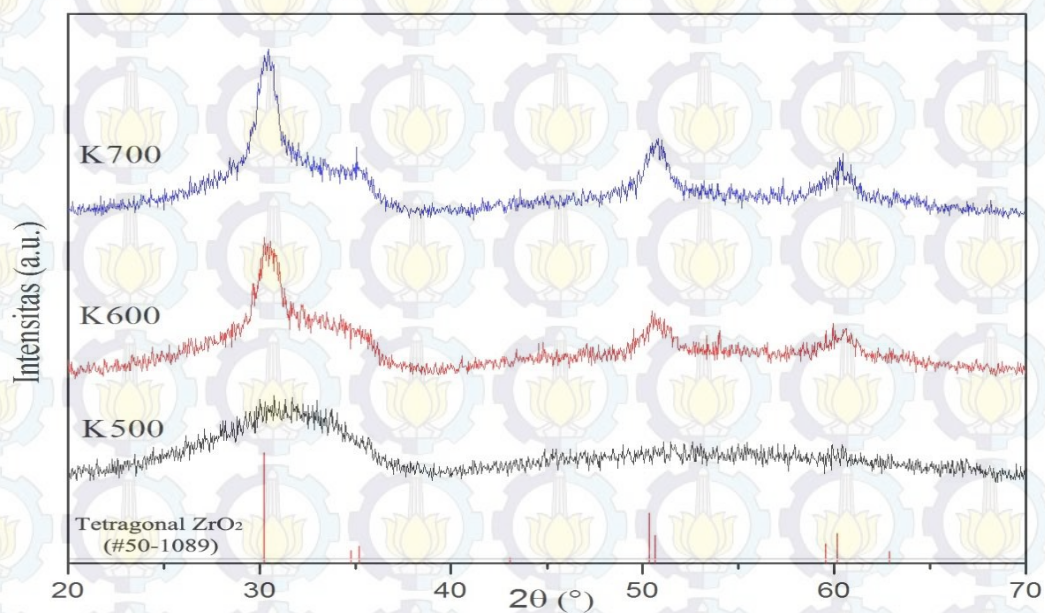 K700
K600
K500
Intensitas (a.u.)
Tetragonal ZrO₂
(#50-1089)
20 30 40 50 60 70
2θ (°)